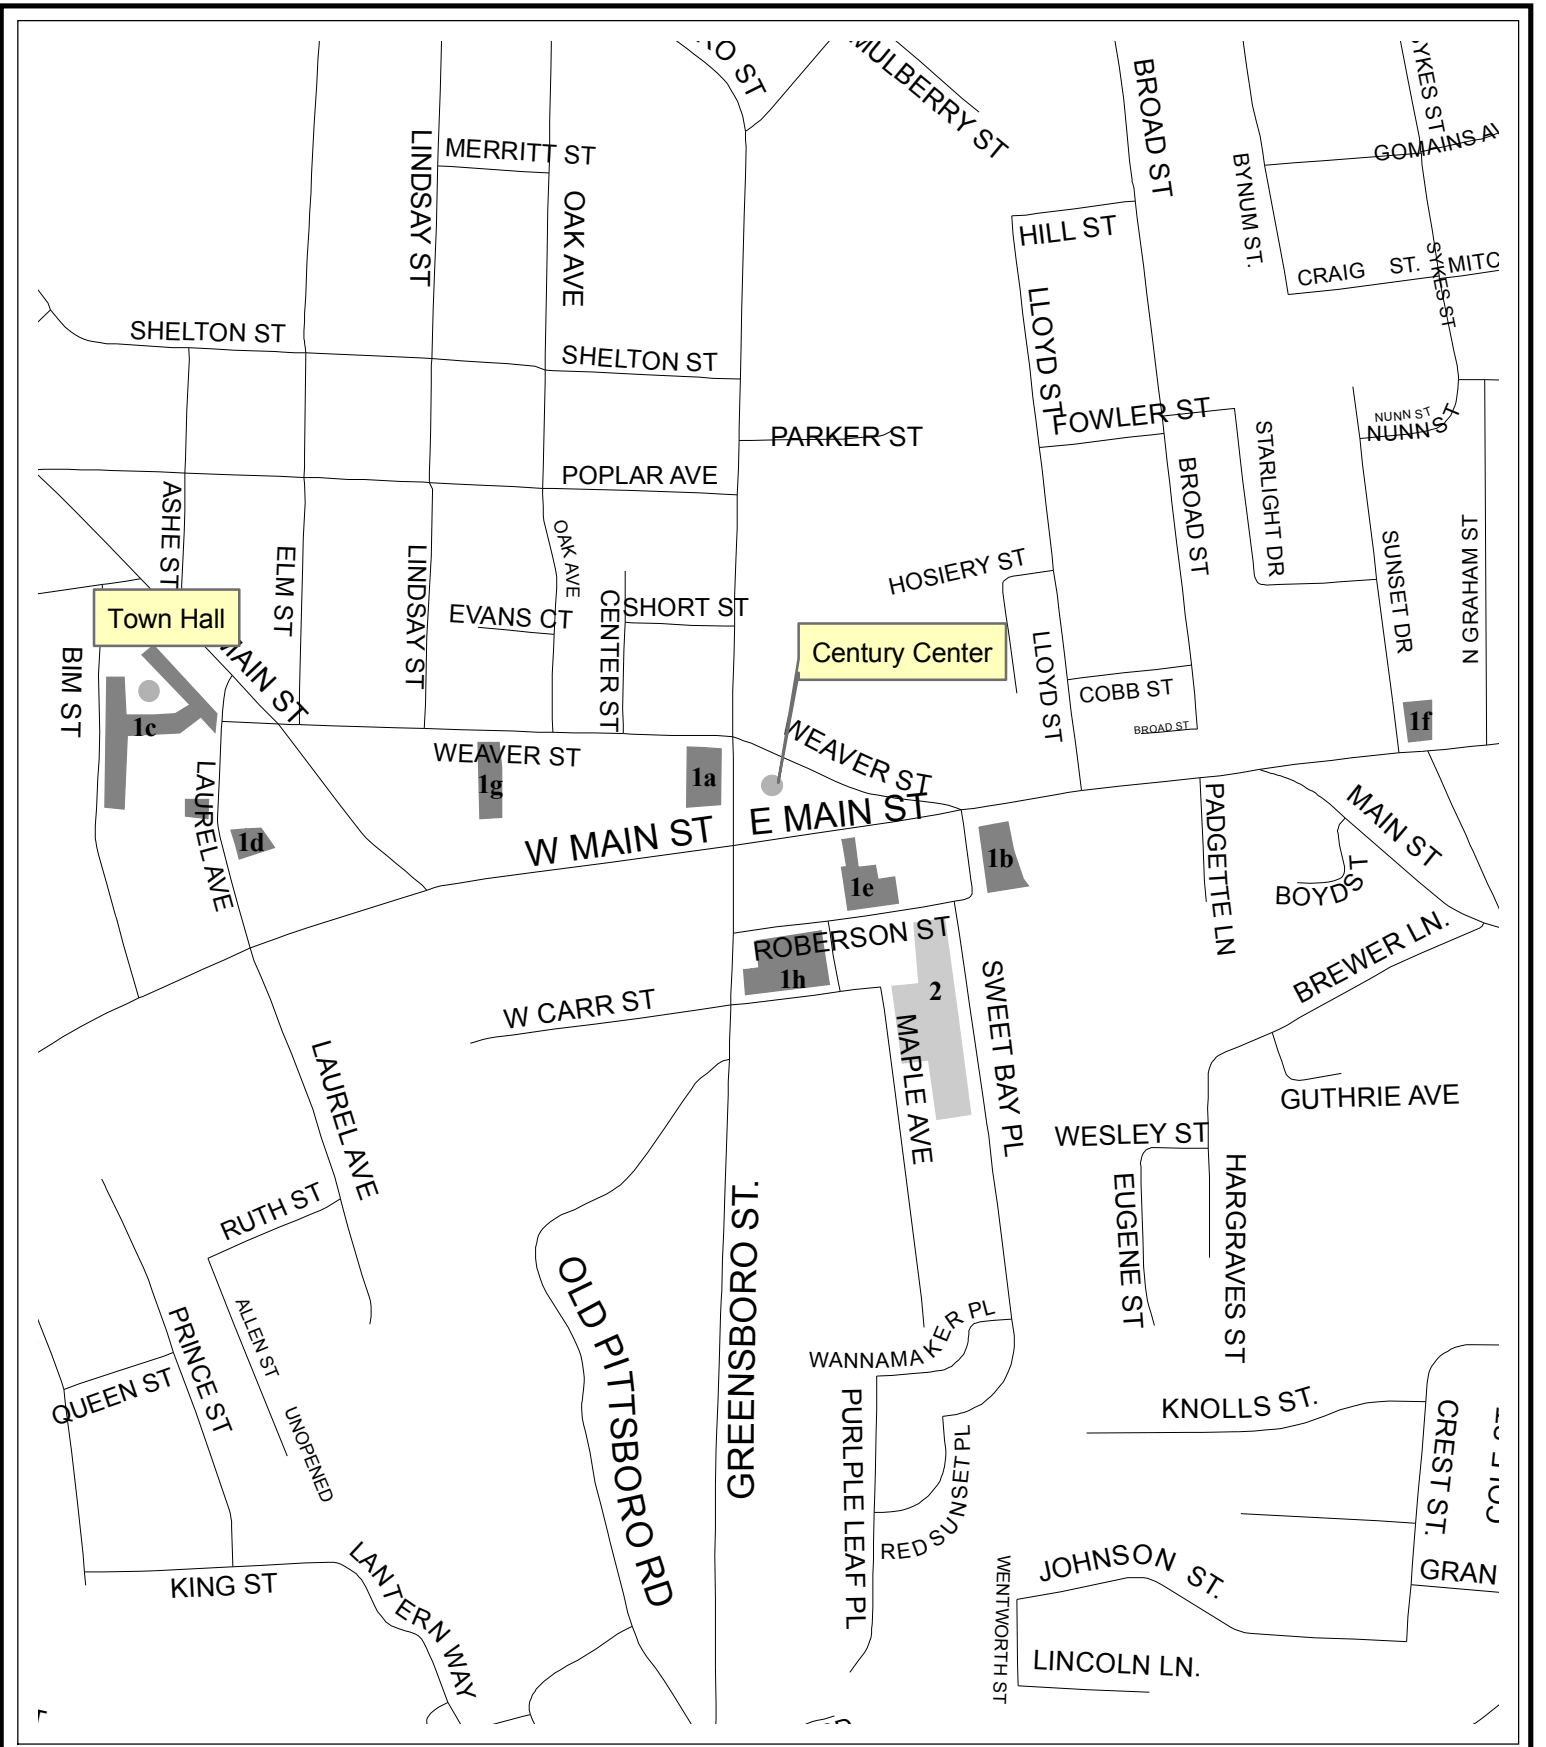 RO ST
MULBERRY ST
BROAD ST
SYKES ST
GOMAINS AV
LINDSAY ST
MERRITT ST
OAK AVE
BYNUM ST.
HILL ST
CRAIG ST.
MITC
SYKES ST
SHELTON ST
SHELTON ST
LLOYD ST
FOWLER ST
PARKER ST
NUNN ST
NUNN ST
STARLIGHT DR
POPLAR AVE
BROAD ST
ASHE ST
ELM ST
LINDSAY ST
OAK AVE
EVANS CT
CENTER ST
SHORT ST
HOSIERY ST
SUNSET DR
N GRAHAM ST
Town Hall
Century Center
MAIN ST
BIM ST
LLOYD ST
COBB ST
BROAD ST
1c
1f
WEAVER ST
WEAVER ST
1g
1a
LAUREL AVE
1d
W MAIN ST
E MAIN ST
1b
1e
PADGETTE LN
MAIN ST
BOYD ST
BREWER LN.
ROBERSON ST
1h
2
SWEET BAY PL
W CARR ST
MAPLE AVE
LAUREL AVE
GUTHRIE AVE
WESLEY ST
EUGENE ST
HARGRAVES ST
RUTH ST
ALLEN ST
UNOPENED
PRINCE ST
QUEEN ST
OLD PITTSBORO RD
GREENSBORO ST.
WANNAMAKER PL
PURLPLE LEAF PL
RED SUNSET PL
KNOLLS ST.
CREST ST.
KING ST
LANTERN WAY
WENTWORTH ST
JOHNSON ST.
GRAN
LINCOLN LN.